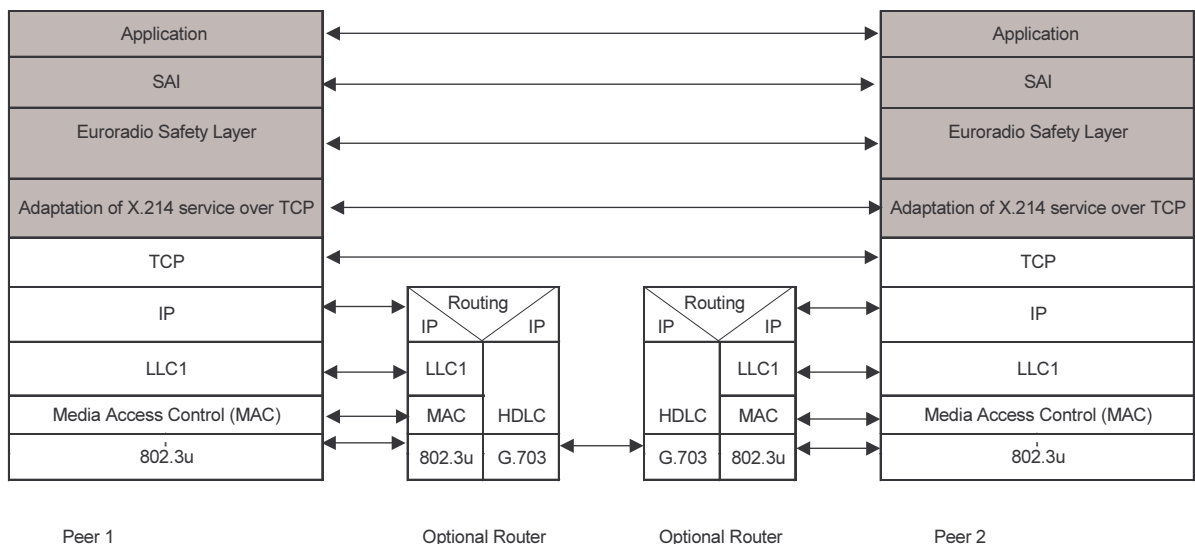 Application
Application
SAI
SAI
Euroradio Safety Layer
Euroradio Safety Layer
Adaptation of X.214 service over TCP
Adaptation of X.214 service over TCP
TCP
TCP
IP
Routing
IP
IP
Routing
IP
IP
IP
LLC1
LLC1
LLC1
LLC1
Media Access Control (MAC)
MAC
HDLC
HDLC
MAC
Media Access Control (MAC)
802.3u
802.3u
G.703
G.703
802.3u
802.3u
Peer 1
Optional Router
Optional Router
Peer 2